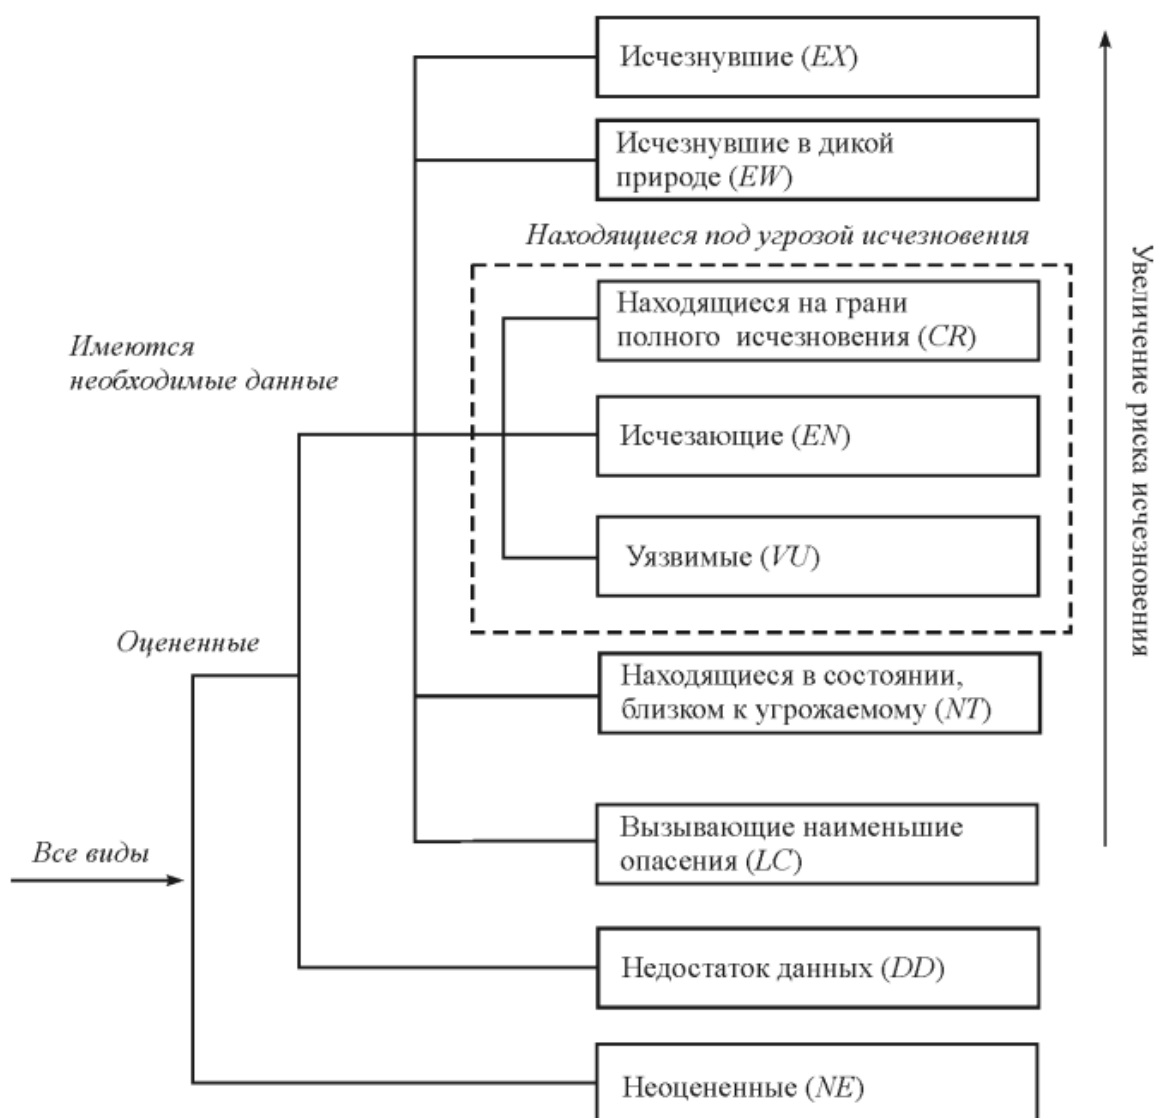 Исчезнувшие (EX)
Исчезнувшие в дикой
природе (EW)
Находящиеся под угрозой исчезновения
Находящиеся на грани
полного исчезновения (CR)
Имеются
необходимые данные
Исчезающие (EN)
Уязвимые (VU)
Увеличение риска исчезновения
Оцененные
Находящиеся в состоянии,
близком к угрожаемому (NT)
Все виды
Вызывающие наименьшие
опасения (LC)
Недостаток данных (DD)
Неоцененные (NE)